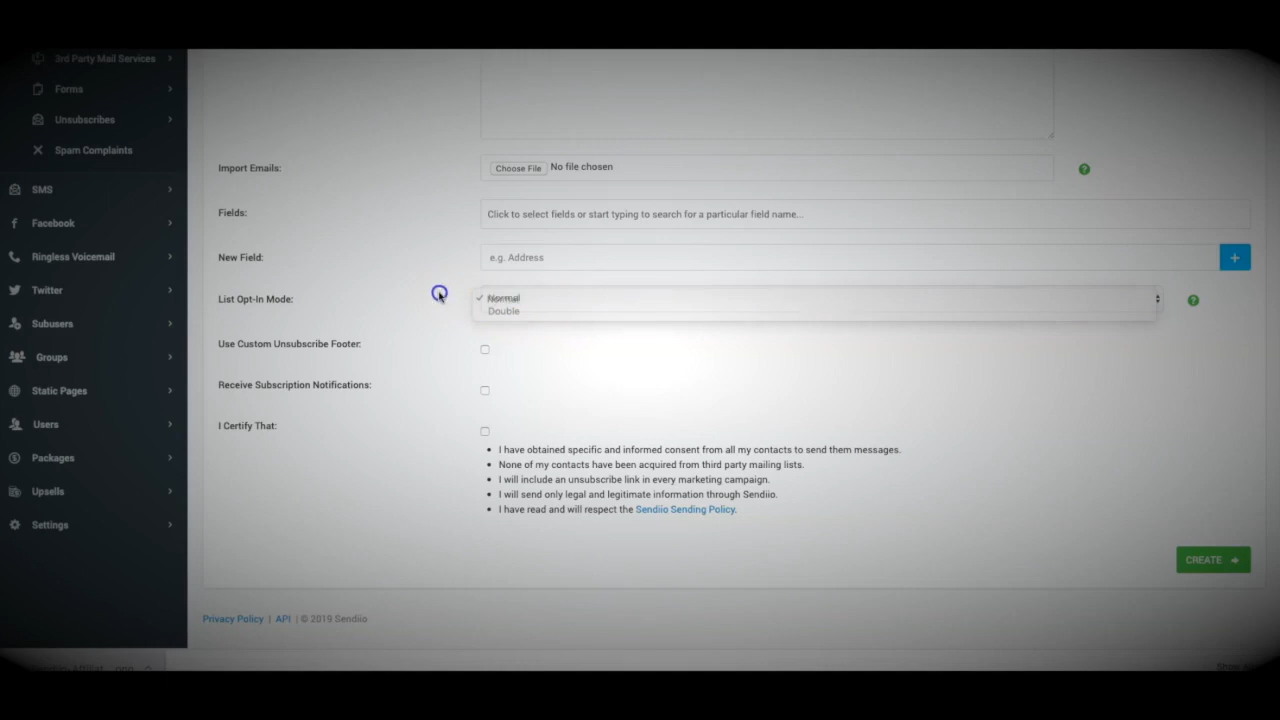 3rd Party Mail Services
Forms
Unsubscribes
Spam Complaints
SMS
Facebook
Ringless Voicemail
Twitter
Subusers
Groups
Static Pages
Users
Packages
Upsells
Settings
Import Emails:
Choose File No file chosen
Fields:
Click to select fields or start typing to search for a particular field name...
New Field:
e.g. Address
List Opt-In Mode:
Normal
Double
Use Custom Unsubscribe Footer:
Receive Subscription Notifications:
I Certify That:
I have obtained specific and informed consent from all my contacts to send them messages.
None of my contacts have been acquired from third party mailing lists.
I will include an unsubscribe link in every marketing campaign.
I will send only legal and legitimate information through Sendiio.
I have read and will respect the Sendiio Sending Policy.
CREATE
Privacy Policy | API | © 2019 Sendiio